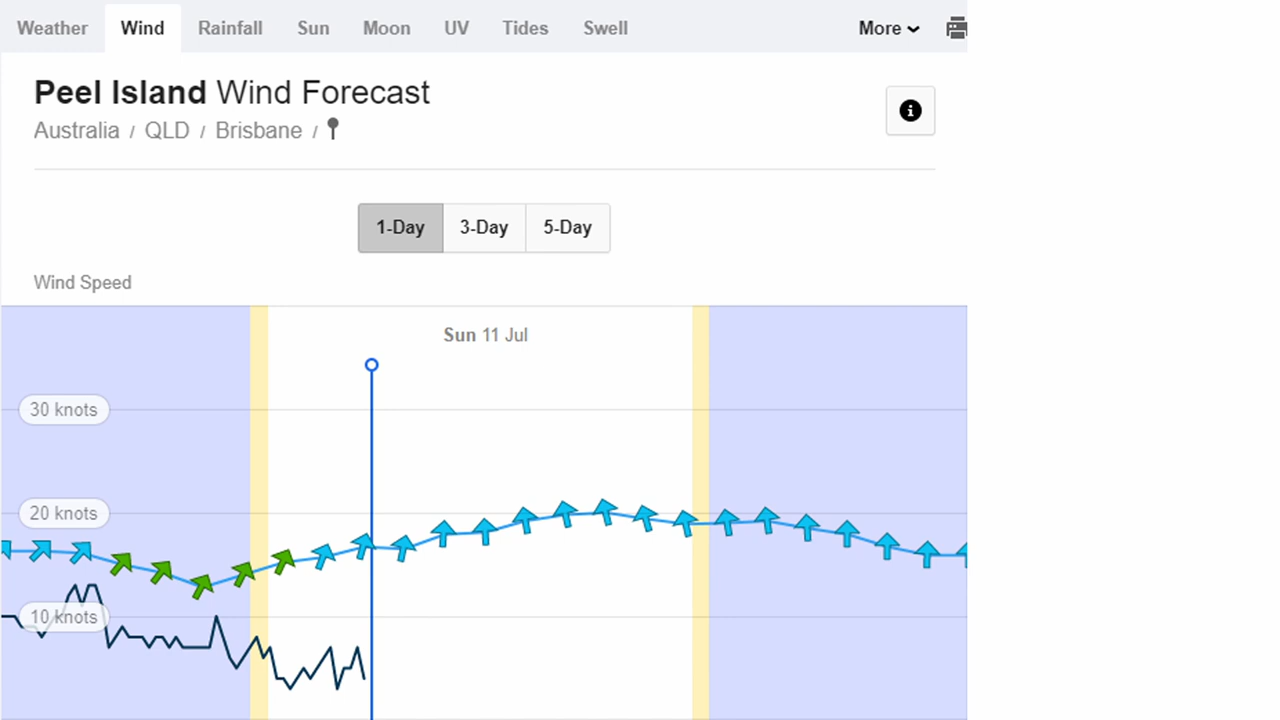 Weather Wind Rainfall Sun Moon UV Tides Swell More
Peel Island Wind Forecast
Australia / QLD / Brisbane /
1-Day 3-Day 5-Day
Wind Speed
Sun 11 Jul
30 knots
20 knots
10 knots